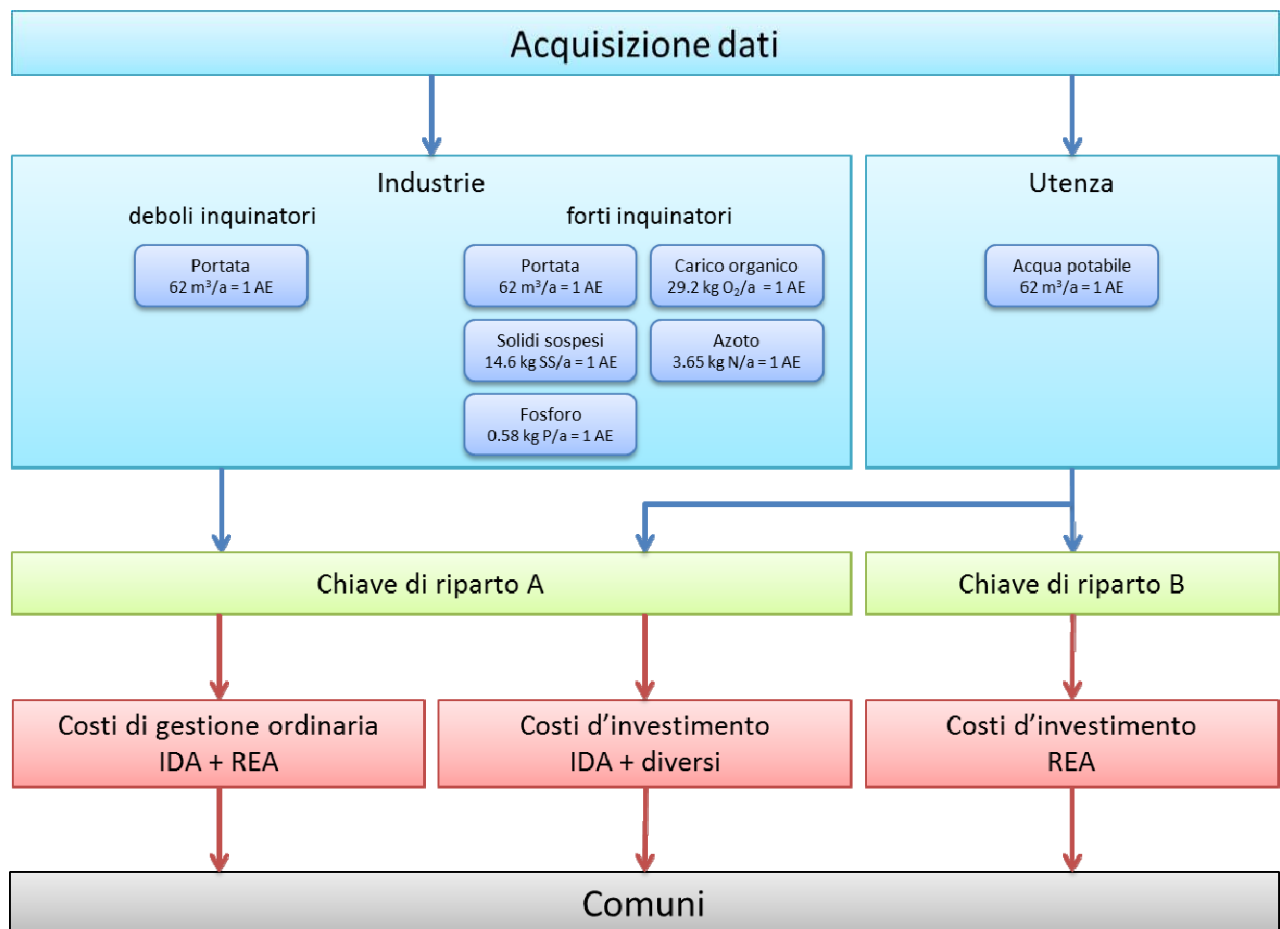 Acquisizione dati
Industrie
deboli inquinatori
Portata
62 m³/a = 1 AE
forti inquinatori
Portata
62 m³/a = 1 AE
Carico organico
29.2 kg O₂/a = 1 AE
Solidi sospesi
14.6 kg SS/a = 1 AE
Azoto
3.65 kg N/a = 1 AE
Fosforo
0.58 kg P/a = 1 AE
Utenza
Acqua potabile
62 m³/a = 1 AE
Chiave di riparto A
Chiave di riparto B
Costi di gestione ordinaria
IDA + REA
Costi d'investimento
IDA + diversi
Costi d'investimento
REA
Comuni